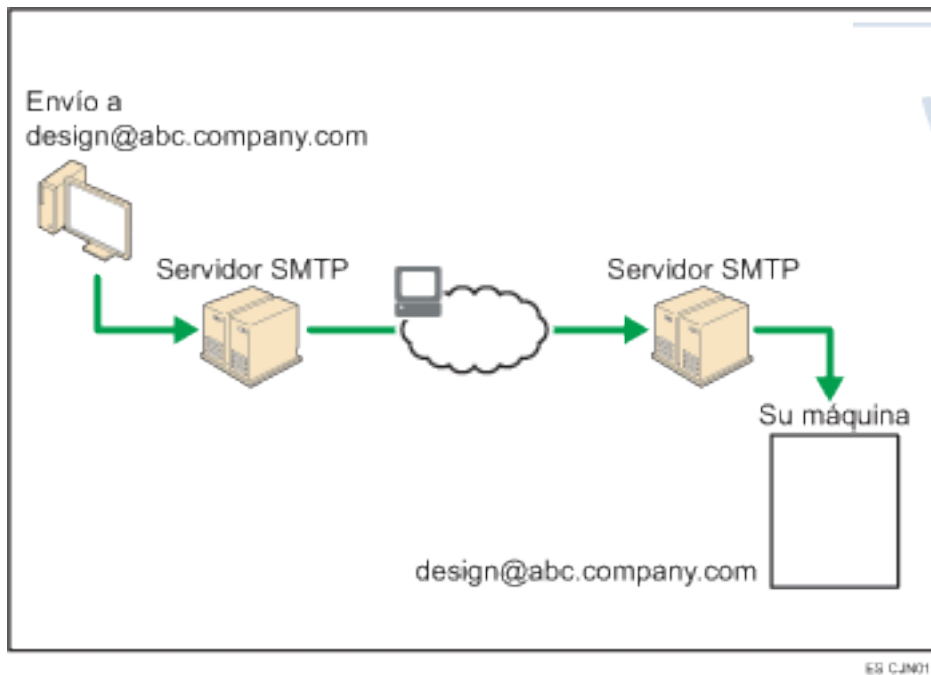 Envío a
design@abc.company.com
Servidor SMTP
Servidor SMTP
Su máquina
design@abc.company.com
ES CJN01